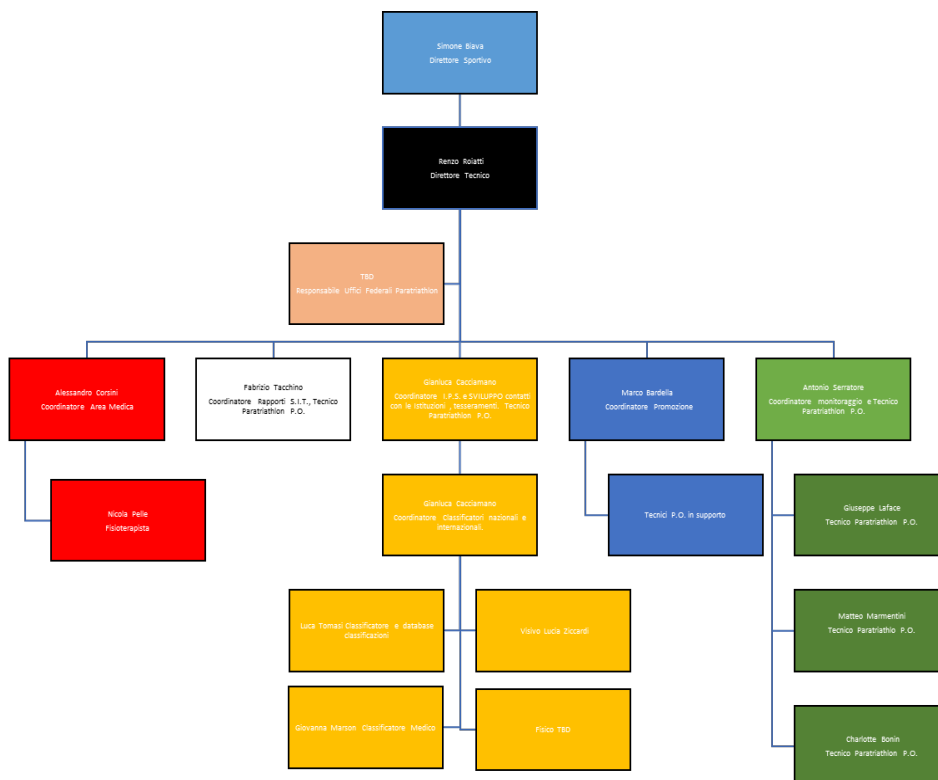 Simone Biava
Direttore Sportivo
Renzo Roiatti
Direttore Tecnico
TBD
Responsabile Uffici Federali Paratriathlon
Alessandro Corsini
Coordinatore Area Medica
Fabrizio Tacchino
Coordinatore Rapporti S.I.T., Tecnico
Paratriathlon P.O.
Gianluca Cacciamano
Coordinatore I.P.S. e SVILUPPO contatti
con le Istituzioni , tesseramenti. Tecnico
Paratriathlon P.O.
Marco Bardella
Coordinatore Promozione
Antonio Serratore
Coordinatore monitoraggio e Tecnico
Paratriathlon P.O.
Nicola Pelle
Fisioterapista
Gianluca Cacciamano
Coordinatore Classificatori nazionali e
internazionali.
Tecnici P.O. in supporto
Giuseppe Laface
Tecnico Paratriathlon P.O.
Luca Tomasi Classificatore e database
classificazioni
Visivo Lucia Ziccardi
Matteo Marmentini
Tecnico Paratriathlo P.O.
Giovanna Marson Classificatore Medico
Fisico TBD
Charlotte Bonin
Tecnico Paratriathlon P.O.